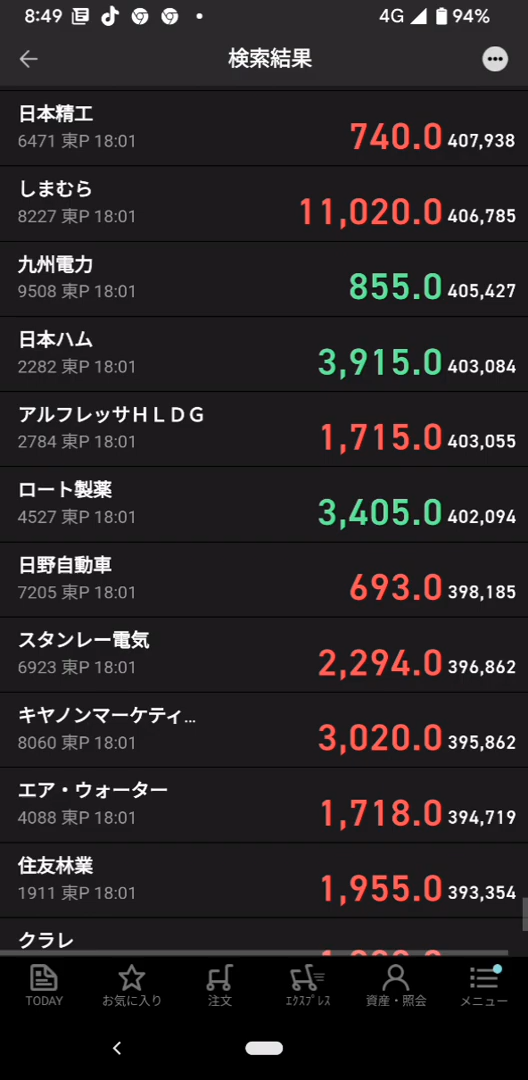 8:49 4G 94%
検索結果
日本精工
6471 東P 18:01 740.0 407,938
しまむら
8227 東P 18:01 11,020.0 406,785
九州電力
9508 東P 18:01 855.0 405,427
日本ハム
2282 東P 18:01 3,915.0 403,084
アルフレッサＨＬＤＧ
2784 東P 18:01 1,715.0 403,055
ロート製薬
4527 東P 18:01 3,405.0 402,094
日野自動車
7205 東P 18:01 693.0 398,185
スタンレー電気
6923 東P 18:01 2,294.0 396,862
キヤノンマーケティ...
8060 東P 18:01 3,020.0 395,862
エア・ウォーター
4088 東P 18:01 1,718.0 394,719
住友林業
1911 東P 18:01 1,955.0 393,354
クラレ
TODAY お気に入り 注文 ｴｸｽﾌﾟﾚｽ 資産・照会 メニュー